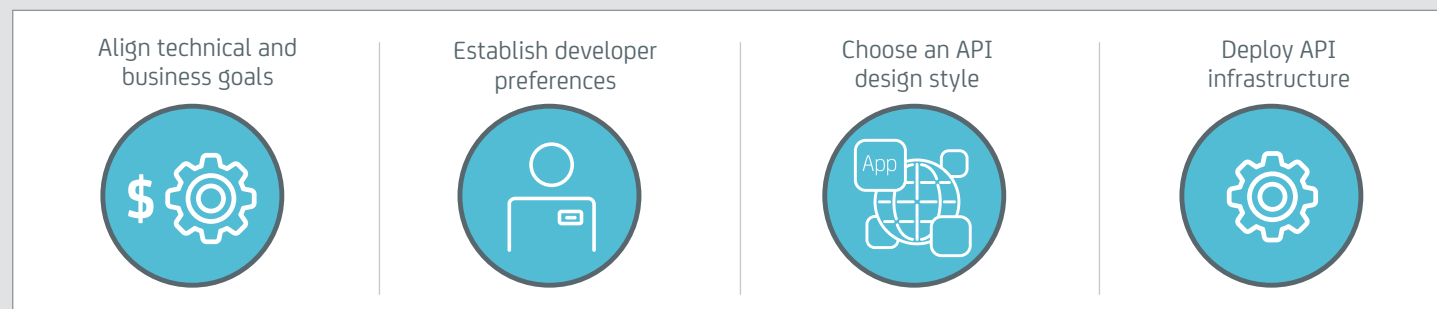 Align technical and
business goals
$
Establish developer
preferences
Choose an API
design style
App
Deploy API
infrastructure